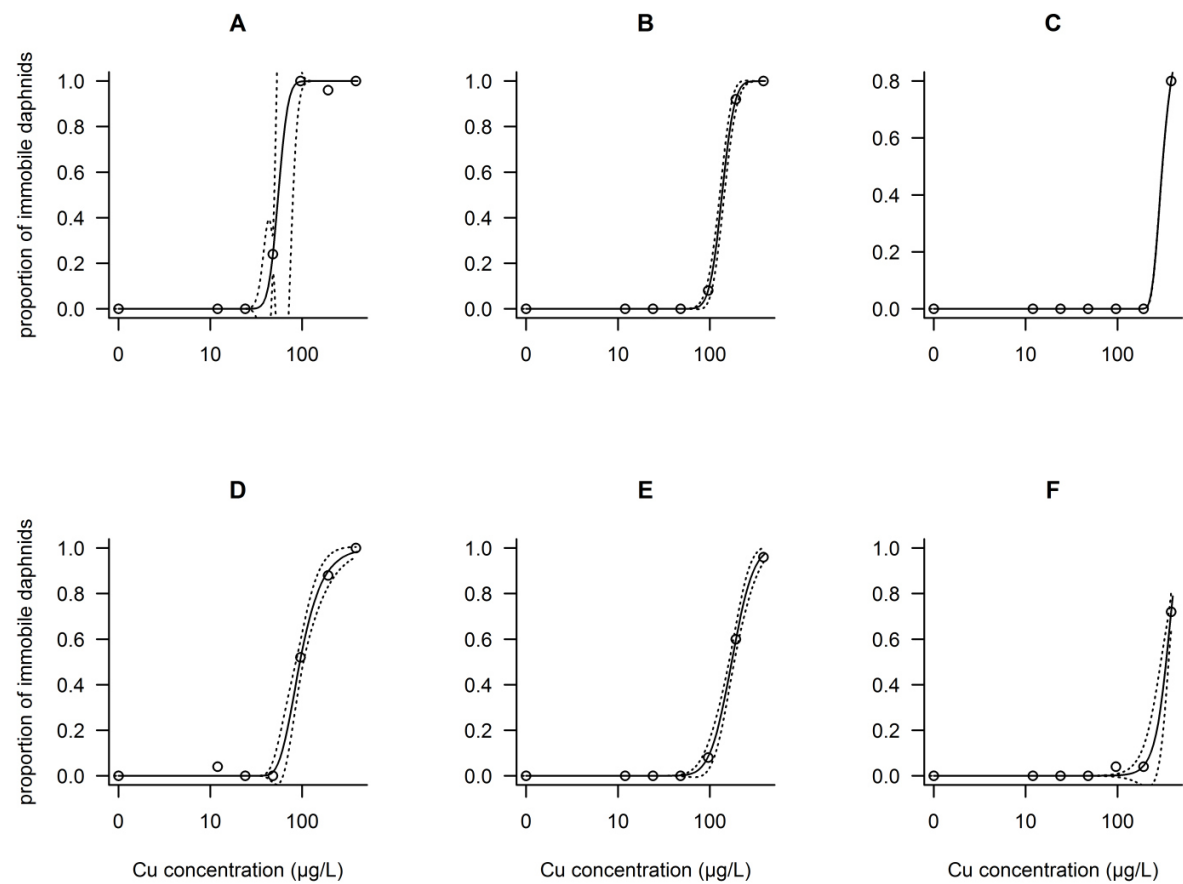 A B C
proportion of immobile daphnids
1.0 1.0 0.8
0.8 0.8
0.6
0.6 0.6
0.4
0.4 0.4
0.2
0.2 0.2
0.0 0.0 0.0
0 10 100 0 10 100 0 10 100
D E F
proportion of immobile daphnids
1.0 1.0 1.0
0.8 0.8 0.8
0.6 0.6 0.6
0.4 0.4 0.4
0.2 0.2 0.2
0.0 0.0 0.0
0 10 100 0 10 100 0 10 100
Cu concentration (µg/L) Cu concentration (µg/L) Cu concentration (µg/L)